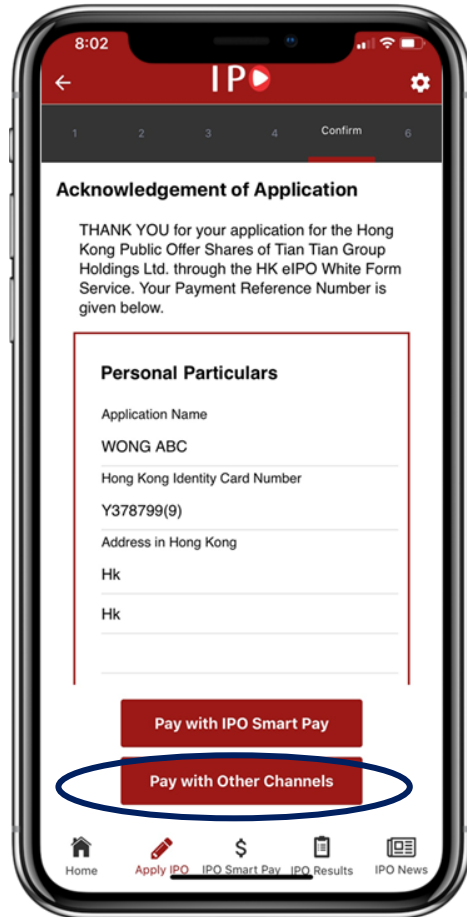 8:02
IPO
1 2 3 4 Confirm 6
Acknowledgement of Application
THANK YOU for your application for the Hong
Kong Public Offer Shares of Tian Tian Group
Holdings Ltd. through the HK eIPO White Form
Service. Your Payment Reference Number is
given below.
Personal Particulars
Application Name
WONG ABC
Hong Kong Identity Card Number
Y378799(9)
Address in Hong Kong
Hk
Hk
Pay with IPO Smart Pay
Pay with Other Channels
Home Apply IPO IPO Smart Pay IPO Results IPO News